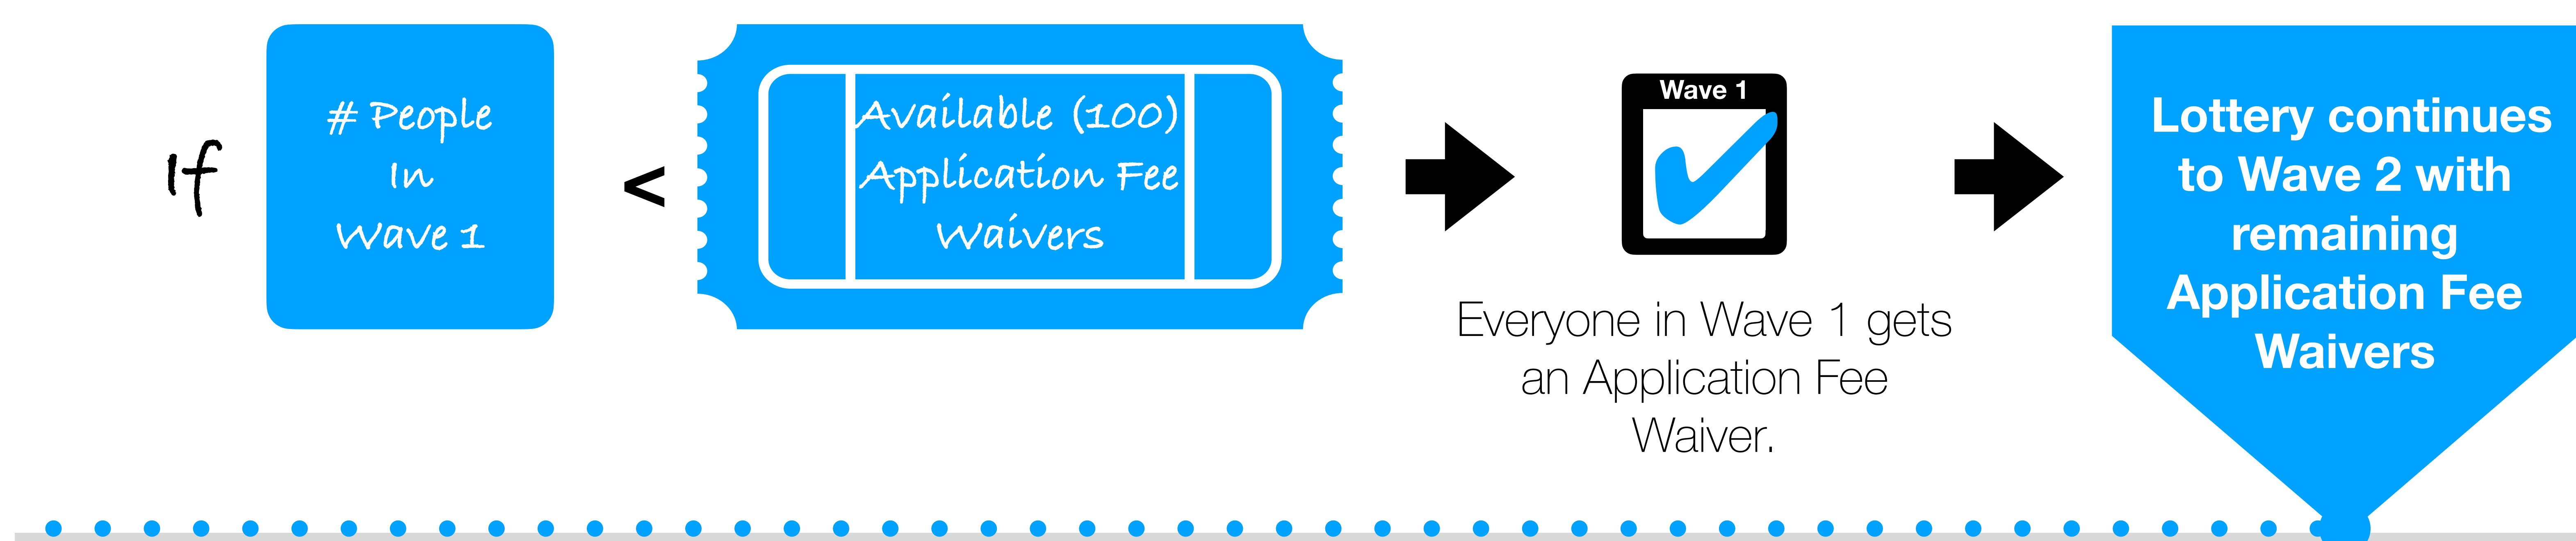 If
# People
In
Wave 1
<
Available (100)
Application Fee
Waivers
Wave 1
Everyone in Wave 1 gets
an Application Fee
Waiver.
Lottery continues
to Wave 2 with
remaining
Application Fee
Waivers